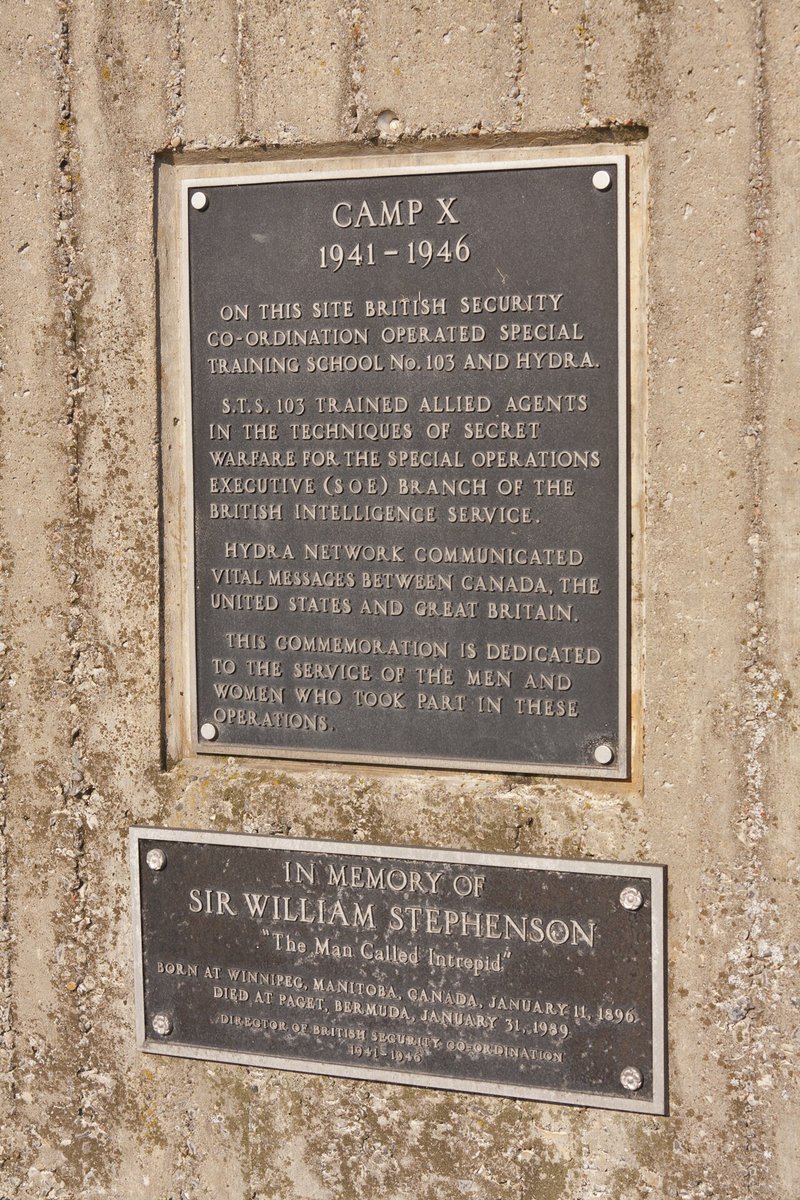 CAMP X
1941-1946
ON THIS SITE BRITISH SECURITY
CO-ORDINATION OPERATED SPECIAL
TRAINING SCHOOL No. 103 AND HYDRA.
S.T.S. 103 TRAINED ALLIED AGENTS
IN THE TECHNIQUES OF SECRET
WARFARE FOR THE SPECIAL OPERATIONS
EXECUTIVE (SOE) BRANCH OF THE
BRITISH INTELLIGENCE SERVICE.
HYDRA NETWORK COMMUNICATED
VITAL MESSAGES BETWEEN CANADA, THE
UNITED STATES AND GREAT BRITAIN.
THIS COMMEMORATION IS DEDICATED
TO THE SERVICE OF THE MEN AND
WOMEN WHO TOOK PART IN THESE
OPERATIONS.
IN MEMORY OF
SIR WILLIAM STEPHENSON
"The Man Called Intrepid"
BORN AT WINNIPEG, MANITOBA, CANADA, JANUARY 11, 1896
DIED AT PAGET, BERMUDA, JANUARY 31, 1989
DIRECTOR OF BRITISH SECURITY CO-ORDINATION
1941-1946